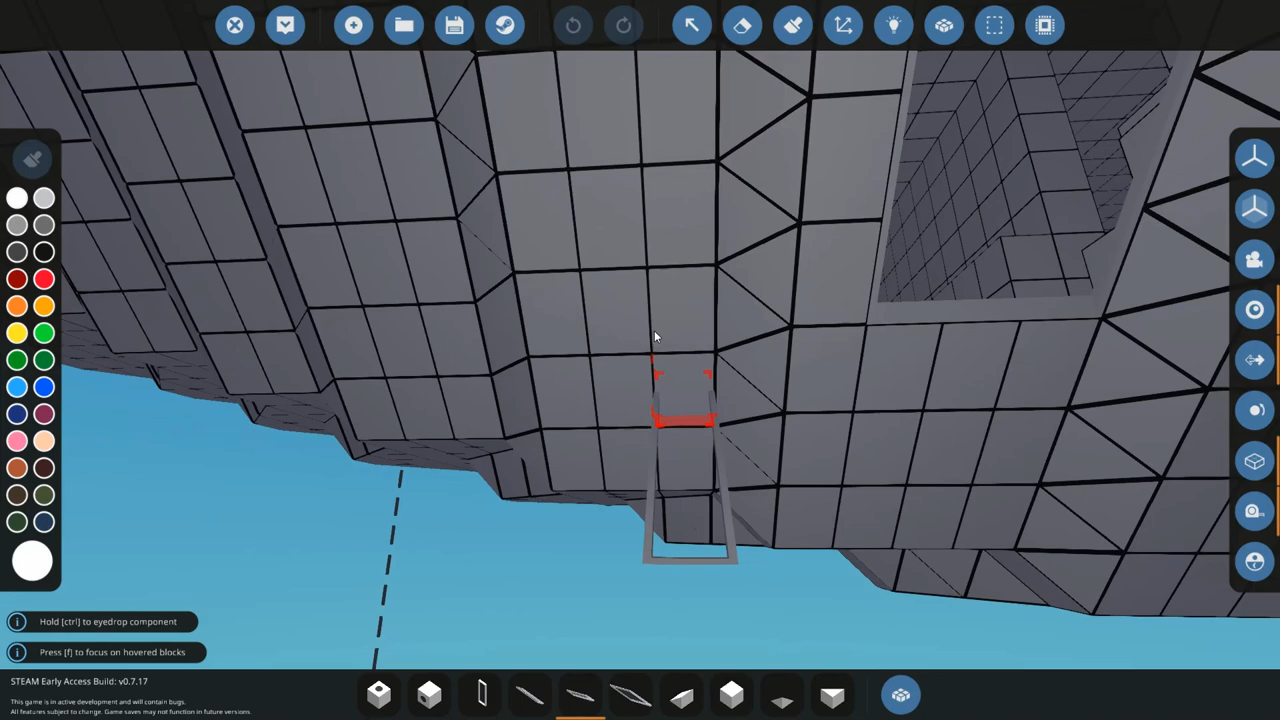 Hold [ctrl] to eyedrop component
Press [f] to focus on hovered blocks
STEAM Early Access Build: v0.7.17
This game is in active development and will contain bugs.
All features subject to change. Game saves may not function in future versions.